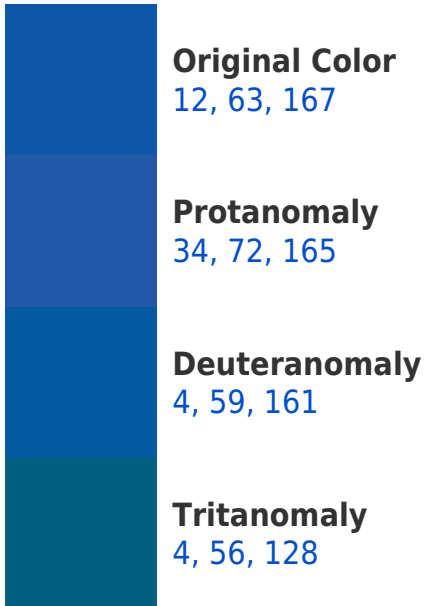 Original Color
12, 63, 167
Protanomaly
34, 72, 165
Deuteranomaly
4, 59, 161
Tritanomaly
4, 56, 128